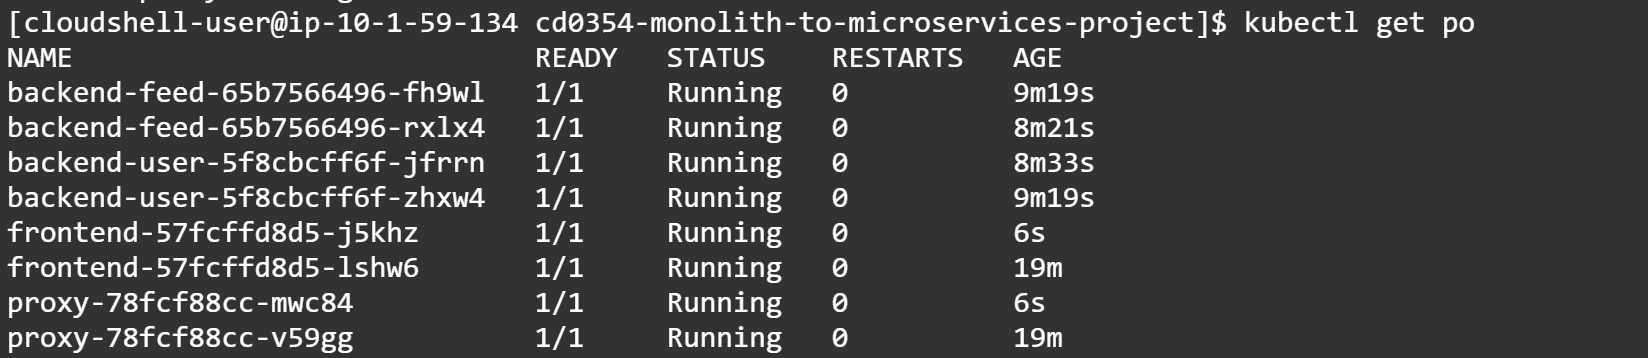 [cloudshell-user@ip-10-1-59-134 cd0354-monolith-to-microservices-project]$ kubectl get po
NAME READY STATUS RESTARTS AGE
backend-feed-65b7566496-fh9wl 1/1 Running 0 9m19s
backend-feed-65b7566496-rxlx4 1/1 Running 0 8m21s
backend-user-5f8cbcff6f-jfrrn 1/1 Running 0 8m33s
backend-user-5f8cbcff6f-zhxw4 1/1 Running 0 9m19s
frontend-57fcffd8d5-j5khz 1/1 Running 0 6s
frontend-57fcffd8d5-lshw6 1/1 Running 0 19m
proxy-78fcf88cc-mwc84 1/1 Running 0 6s
proxy-78fcf88cc-v59gg 1/1 Running 0 19m